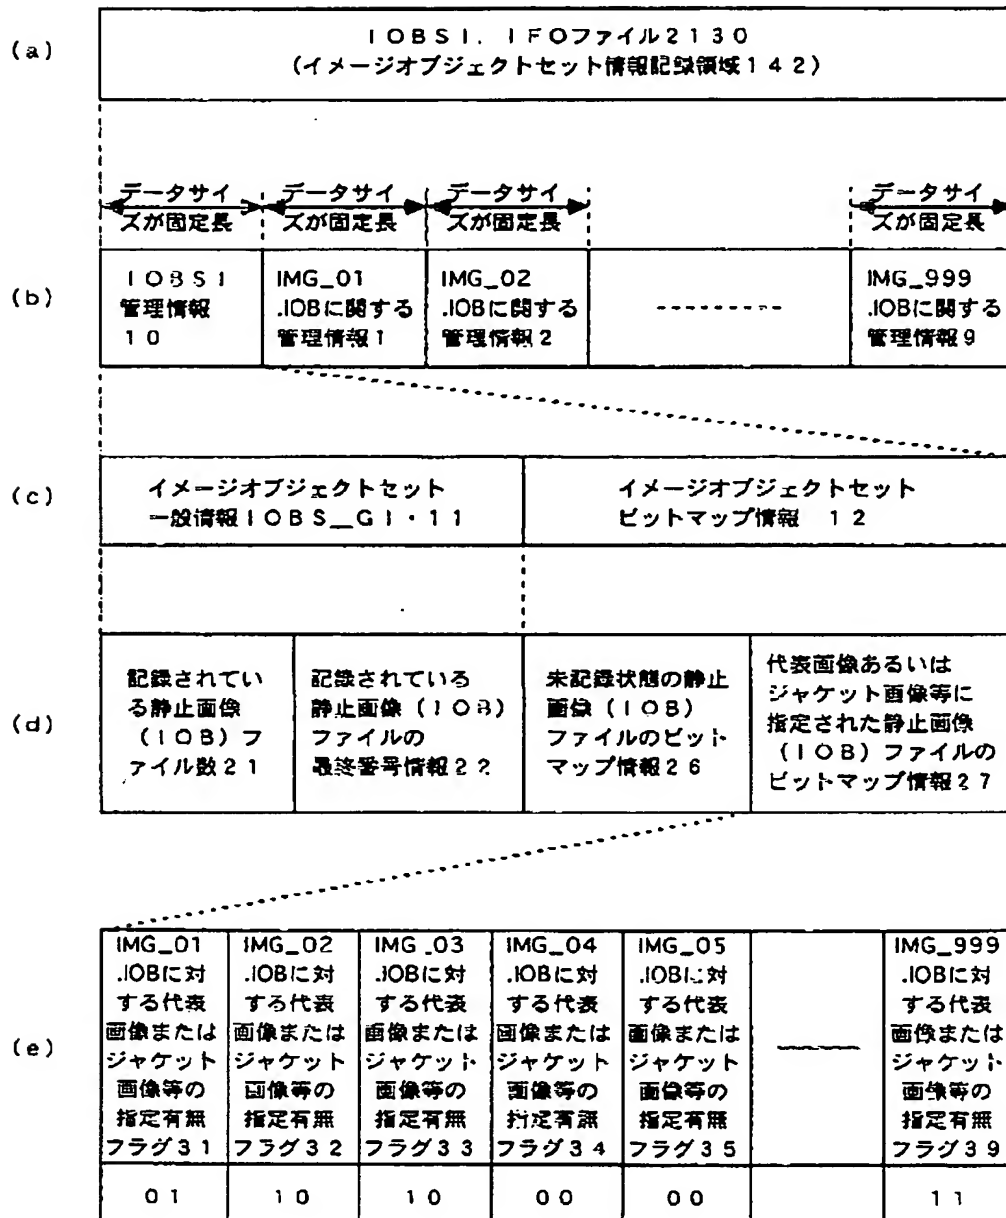 (a)
IOBSI. IFOファイル2130
(イメージオブジェクトセット情報記録領域142)
データサイ
ズが固定長
データサイ
ズが固定長
データサイ
ズが固定長
データサイ
ズが固定長
(b)
IOBSI
管理情報
10
IMG_01
.IOBに関する
管理情報1
IMG_02
.IOBに関する
管理情報2
IMG_999
.IOBに関する
管理情報9
(c)
イメージオブジェクトセット
一般情報IOBS_GI・11
イメージオブジェクトセット
ビットマップ情報 12
(d)
記録されてい
る静止画像
(IOB)フ
ァイル数21
記録されている
静止画像(IOB)
ファイルの
最終番号情報22
未記録状態の静止
画像(IOB)
ファイルのビット
マップ情報26
代表画像あるいは
ジャケット画像等に
指定された静止画像
(IOB)ファイルの
ビットマップ情報27
(e)
IMG_01
.IOBに対
する代表
画像または
ジャケット
画像等の
指定有無
フラグ31
01
IMG_02
.IOBに対
する代表
画像または
ジャケット
画像等の
指定有無
フラグ32
10
IMG_03
.IOBに対
する代表
画像または
ジャケット
画像等の
指定有無
フラグ33
10
IMG_04
.IOBに対
する代表
画像または
ジャケット
画像等の
指定有無
フラグ34
00
IMG_05
.IOBに対
する代表
画像または
ジャケット
画像等の
指定有無
フラグ35
00
IMG_999
.IOBに対
する代表
画像または
ジャケット
画像等の
指定有無
フラグ39
11